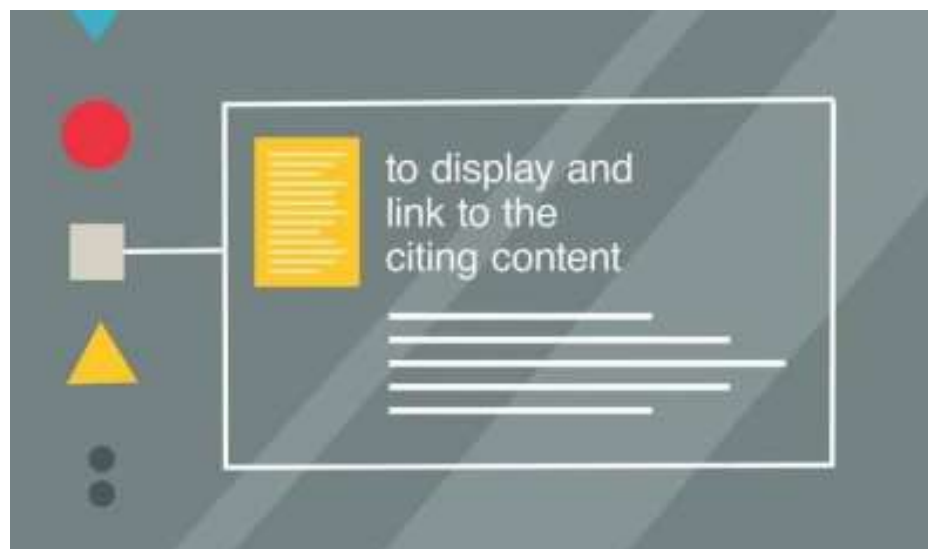 to display and
link to the
citing content